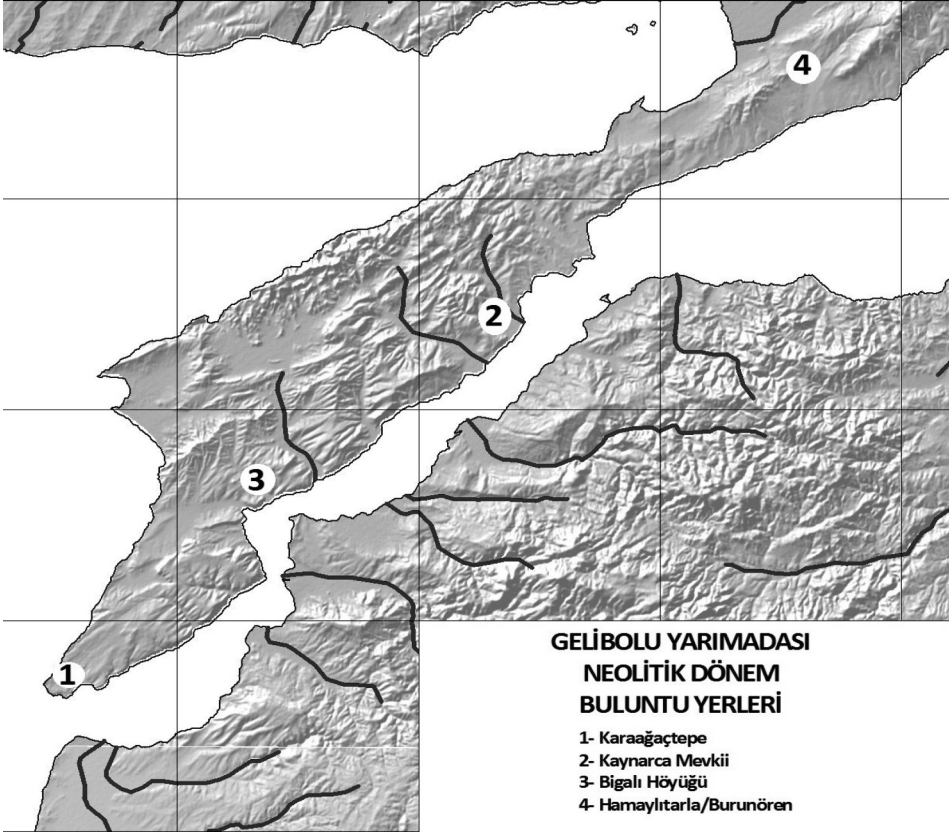 4
2
3
1
GELİBOLU YARIMADASI
NEOLİTİK DÖNEM
BULUNTU YERLERİ
1- Karaağaçtepe
2- Kaynarca Mevkii
3- Bigalı Höyüğü
4- Hamaylıtarla/Burunören